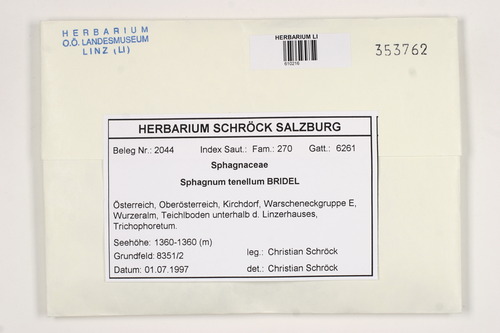 HERBARIUM
O.Ö. LANDESMUSEUM
LINZ (LI)
HERBARIUM LI
610216
353762
HERBARIUM SCHRÖCK SALZBURG
Beleg Nr.: 2044 Index Saut.: Fam.: 270 Gatt.: 6261
Sphagnaceae
Sphagnum tenellum BRIDEL
Österreich, Oberösterreich, Kirchdorf, Warscheneckgruppe E,
Wurzeralm, Teichlboden unterhalb d. Linzerhauses,
Trichophoretum.
Seehöhe: 1360-1360 (m)
Grundfeld: 8351/2 leg.: Christian Schröck
Datum: 01.07.1997 det.: Christian Schröck